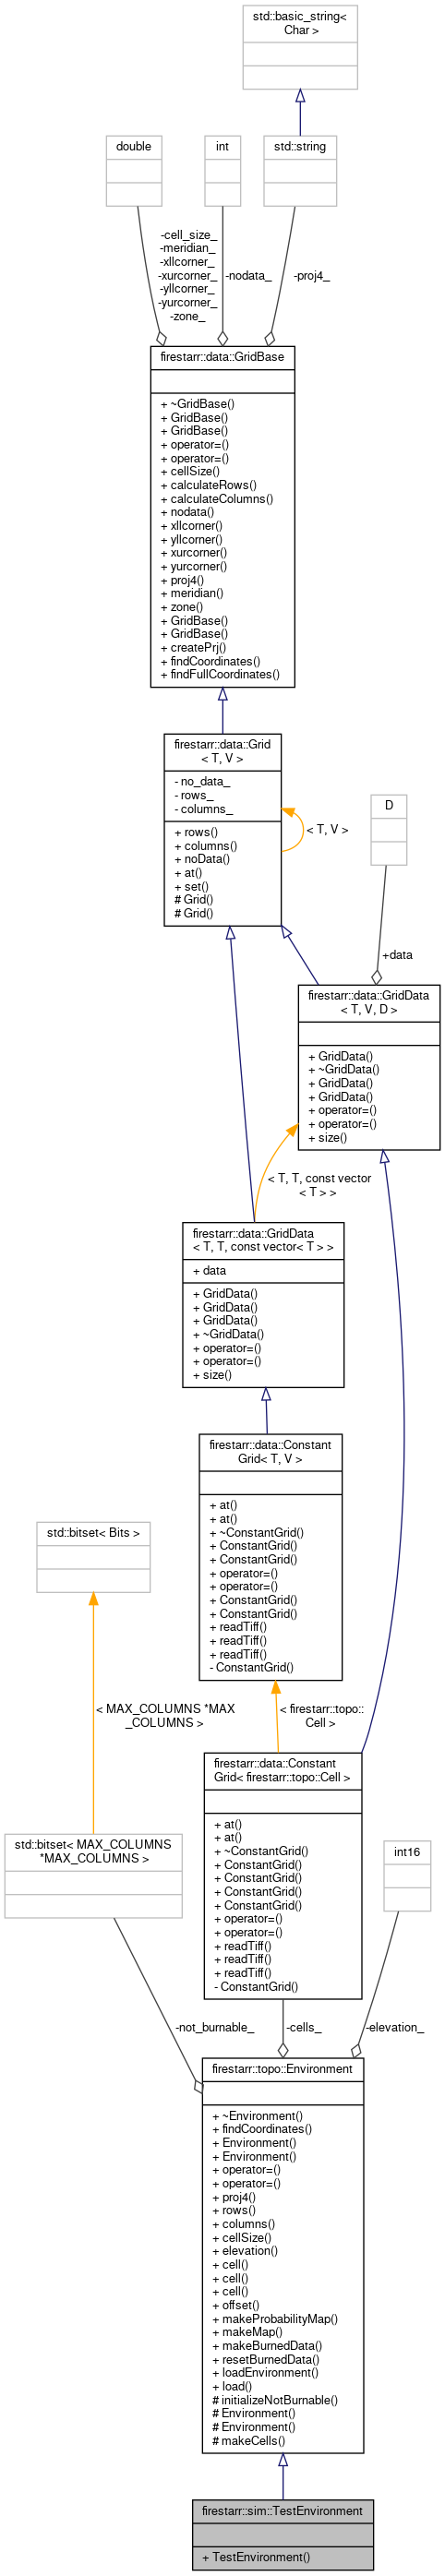 std::basic_string<
Char >
double
int
std::string
-cell_size_
-meridian_
-xllcorner_
-xurcorner_
-yllcorner_
-yurcorner_
-zone_
-nodata_
-proj4_
firestarr::data::GridBase
+ ~GridBase()
+ GridBase()
+ GridBase()
+ operator=()
+ operator=()
+ cellSize()
+ calculateRows()
+ calculateColumns()
+ nodata()
+ xllcorner()
+ yllcorner()
+ xurcorner()
+ yurcorner()
+ proj4()
+ meridian()
+ zone()
+ GridBase()
+ GridBase()
+ createPrj()
+ findCoordinates()
+ findFullCoordinates()
firestarr::data::Grid
< T, V >
- no_data_
- rows_
- columns_
+ rows()
+ columns()
+ noData()
+ at()
+ set()
# Grid()
# Grid()
< T, V >
D
+data
firestarr::data::GridData
< T, V, D >
+ GridData()
+ ~GridData()
+ GridData()
+ GridData()
+ operator=()
+ operator=()
+ size()
< T, T, const vector
< T > >
firestarr::data::GridData
< T, T, const vector< T > >
+ data
+ GridData()
+ GridData()
+ GridData()
+ ~GridData()
+ operator=()
+ operator=()
+ size()
firestarr::data::Constant
Grid< T, V >
+ at()
+ at()
+ ~ConstantGrid()
+ ConstantGrid()
+ ConstantGrid()
+ operator=()
+ operator=()
+ ConstantGrid()
+ ConstantGrid()
+ readTiff()
+ readTiff()
+ readTiff()
- ConstantGrid()
std::bitset< Bits >
< MAX_COLUMNS *MAX
_COLUMNS >
< firestarr::topo::
Cell >
firestarr::data::Constant
Grid< firestarr::topo::Cell >
+ at()
+ at()
+ ~ConstantGrid()
+ ConstantGrid()
+ ConstantGrid()
+ ConstantGrid()
+ ConstantGrid()
+ operator=()
+ operator=()
+ readTiff()
+ readTiff()
+ readTiff()
- ConstantGrid()
std::bitset< MAX_COLUMNS
*MAX_COLUMNS >
int16
-not_burnable_
-cells_
-elevation_
firestarr::topo::Environment
+ ~Environment()
+ findCoordinates()
+ Environment()
+ Environment()
+ operator=()
+ operator=()
+ proj4()
+ rows()
+ columns()
+ cellSize()
+ elevation()
+ cell()
+ cell()
+ cell()
+ offset()
+ makeProbabilityMap()
+ makeMap()
+ makeBurnedData()
+ resetBurnedData()
+ loadEnvironment()
+ load()
# initializeNotBurnable()
# Environment()
# Environment()
# makeCells()
firestarr::sim::TestEnvironment
+ TestEnvironment()